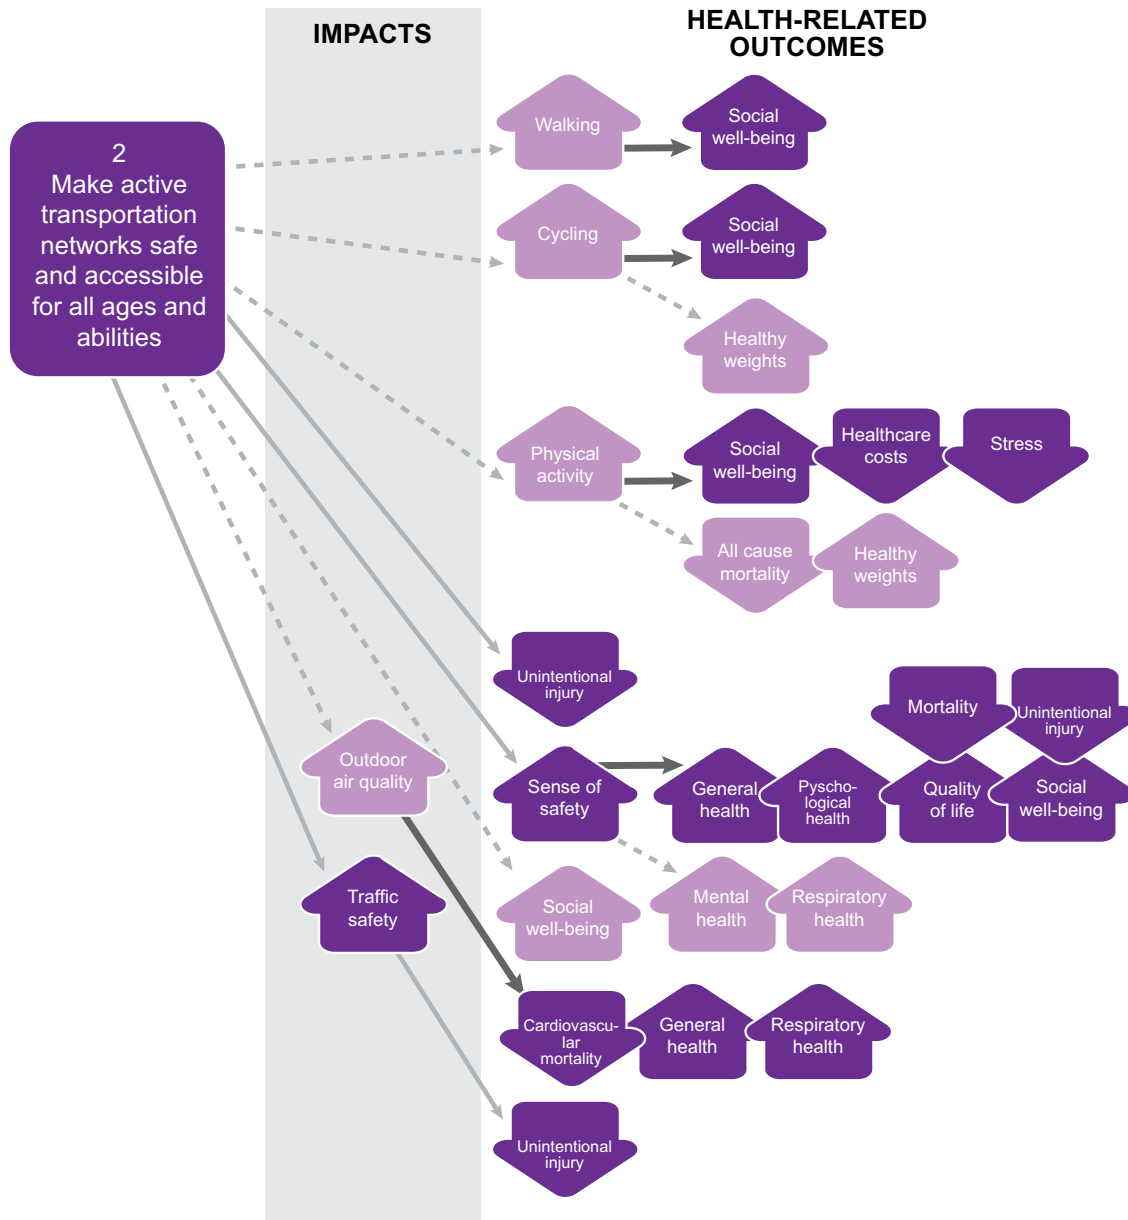 IMPACTS
HEALTH-RELATED
OUTCOMES
2
Make active
transportation
networks safe
and accessible
for all ages and
abilities
Walking
Social
well-being
Cycling
Social
well-being
Healthy
weights
Physical
activity
Social
well-being
Healthcare
costs
Stress
All cause
mortality
Healthy
weights
Unintentional
injury
Mortality
Unintentional
injury
Outdoor
air quality
Sense of
safety
General
health
Pyscho-
logical
health
Quality
of life
Social
well-being
Traffic
safety
Social
well-being
Mental
health
Respiratory
health
Cardiovascu-
lar
mortality
General
health
Respiratory
health
Unintentional
injury